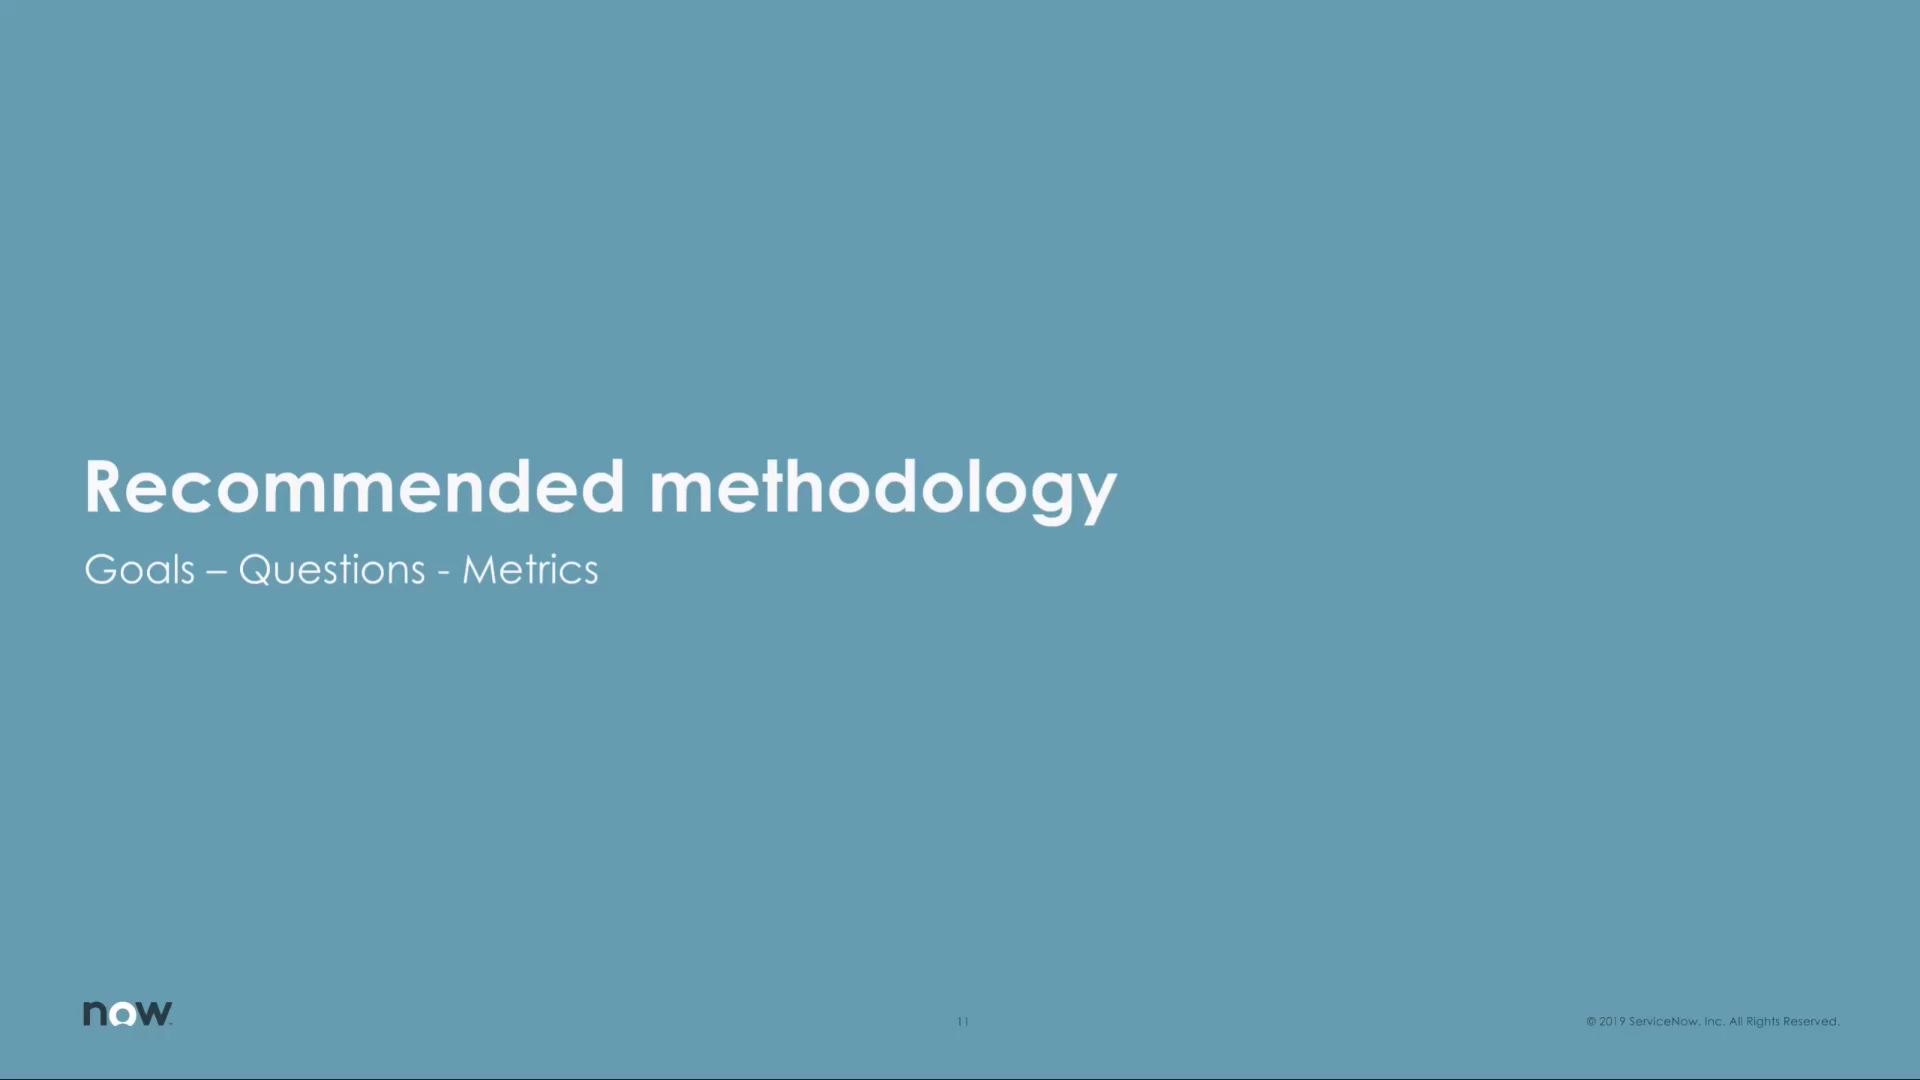 Recommended methodology
Goals – Questions - Metrics
now
11
© 2019 ServiceNow, Inc. All Rights Reserved.